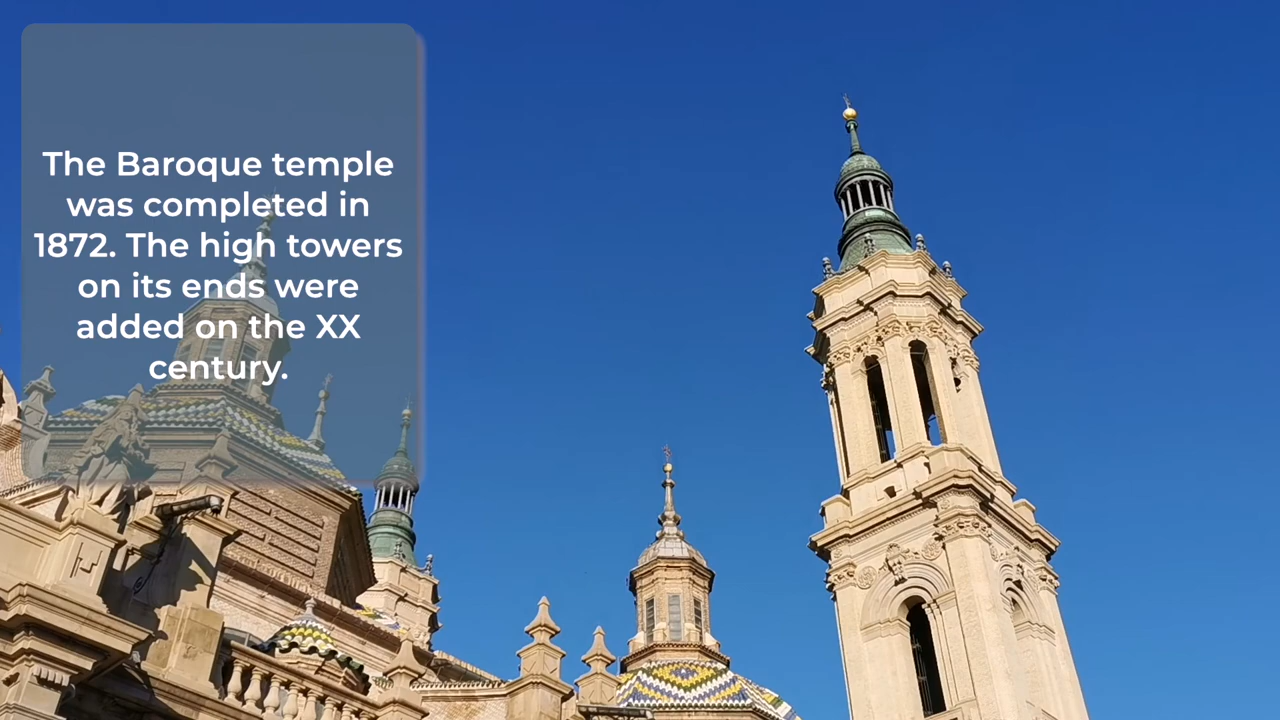 The Baroque temple
was completed in
1872. The high towers
on its ends were
added on the XX
century.